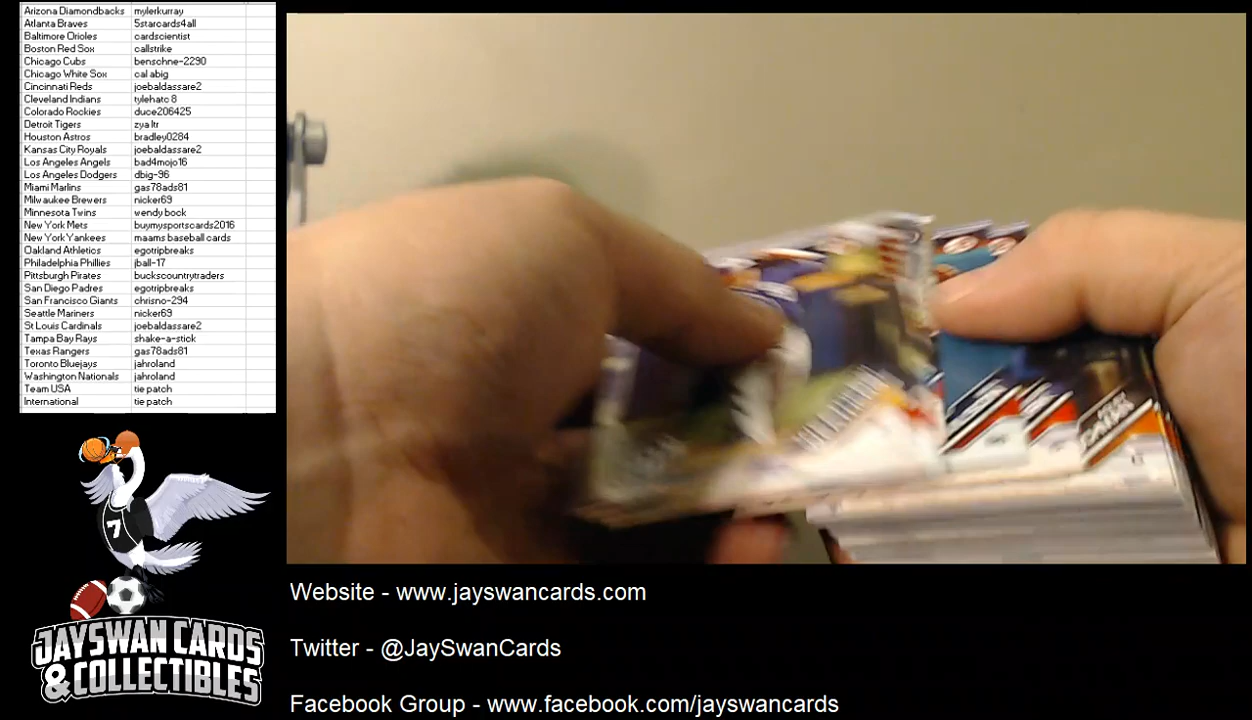 Arizona Diamondbacks mylerkurray
Atlanta Braves 5starcards4all
Baltimore Orioles cardscientist
Boston Red Sox callstrike
Chicago Cubs benschne-2290
Chicago White Sox cal abig
Cincinnati Reds joebaldassare2
Cleveland Indians tylehatc 8
Colorado Rockies duce206425
Detroit Tigers zya ltr
Houston Astros bradley0284
Kansas City Royals joebaldassare2
Los Angeles Angels bad4mojo16
Los Angeles Dodgers dbig-96
Miami Marlins gas78ads81
Milwaukee Brewers nicker69
Minnesota Twins wendy bock
New York Mets buymysportscards2016
New York Yankees maams baseball cards
Oakland Athletics egotripbreaks
Philadelphia Phillies jball-17
Pittsburgh Pirates buckscountrytraders
San Diego Padres egotripbreaks
San Francisco Giants chrisno-294
Seattle Mariners nicker69
St Louis Cardinals joebaldassare2
Tampa Bay Rays shake-a-stick
Texas Rangers gas78ads81
Toronto Bluejays jahroland
Washington Nationals jahroland
Team USA tie patch
International tie patch
7
JAYSWAN CARDS
& COLLECTIBLES
Website - www.jayswancards.com
Twitter - @JaySwanCards
Facebook Group - www.facebook.com/jayswancards